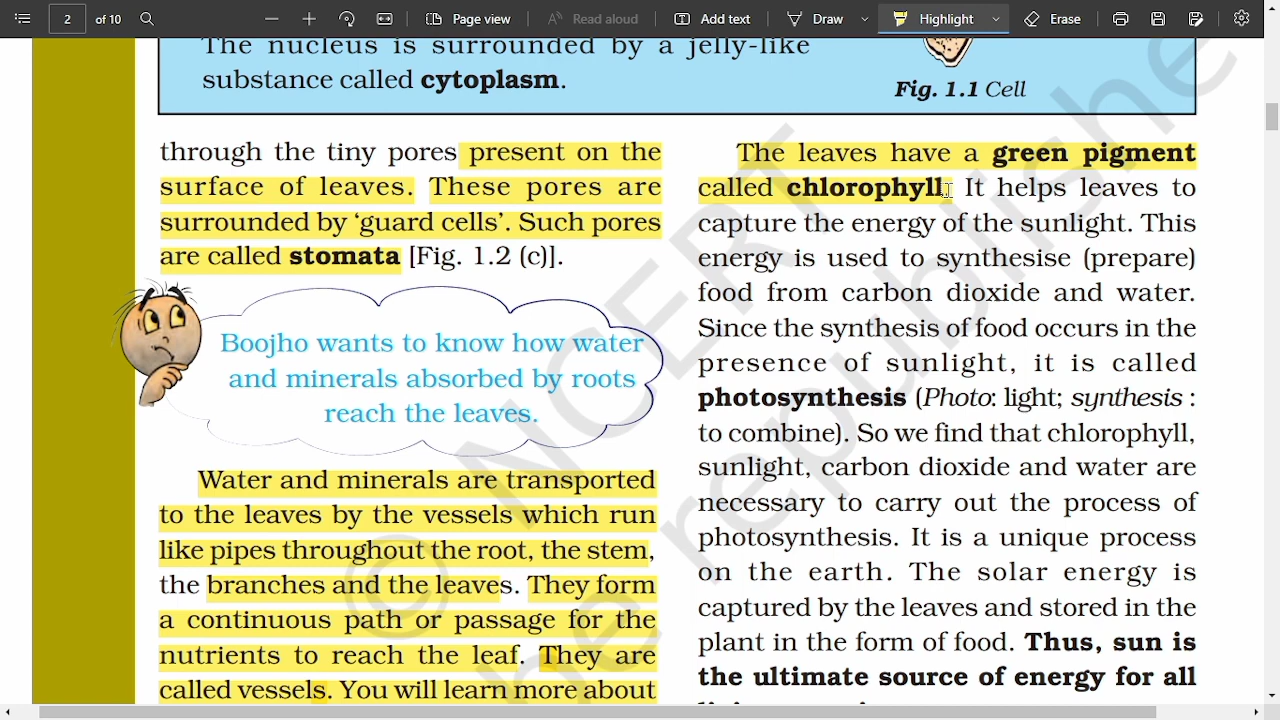 2 of 10 Page view Read aloud Add text Draw Highlight Erase
The nucleus is surrounded by a jelly-like
substance called cytoplasm.
Fig. 1.1 Cell
through the tiny pores present on the
surface of leaves. These pores are
surrounded by ‘guard cells’. Such pores
are called stomata [Fig. 1.2 (c)].
Boojho wants to know how water
and minerals absorbed by roots
reach the leaves.
Water and minerals are transported
to the leaves by the vessels which run
like pipes throughout the root, the stem,
the branches and the leaves. They form
a continuous path or passage for the
nutrients to reach the leaf. They are
called vessels. You will learn more about
The leaves have a green pigment
called chlorophyll. It helps leaves to
capture the energy of the sunlight. This
energy is used to synthesise (prepare)
food from carbon dioxide and water.
Since the synthesis of food occurs in the
presence of sunlight, it is called
photosynthesis (Photo: light; synthesis :
to combine). So we find that chlorophyll,
sunlight, carbon dioxide and water are
necessary to carry out the process of
photosynthesis. It is a unique process
on the earth. The solar energy is
captured by the leaves and stored in the
plant in the form of food. Thus, sun is
the ultimate source of energy for all
© NCERT
be republishe